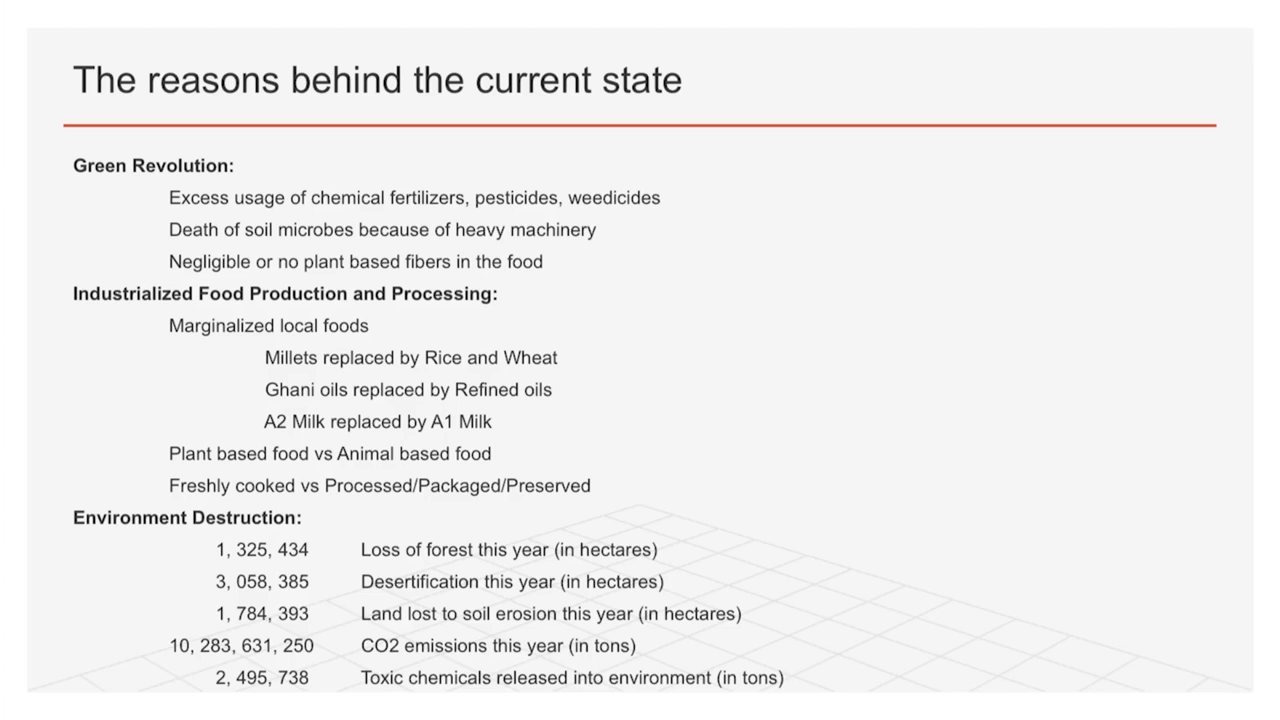 The reasons behind the current state
Green Revolution:
Excess usage of chemical fertilizers, pesticides, weedicides
Death of soil microbes because of heavy machinery
Negligible or no plant based fibers in the food
Industrialized Food Production and Processing:
Marginalized local foods
Millets replaced by Rice and Wheat
Ghani oils replaced by Refined oils
A2 Milk replaced by A1 Milk
Plant based food vs Animal based food
Freshly cooked vs Processed/Packaged/Preserved
Environment Destruction:
1, 325, 434 Loss of forest this year (in hectares)
3, 058, 385 Desertification this year (in hectares)
1, 784, 393 Land lost to soil erosion this year (in hectares)
10, 283, 631, 250 CO2 emissions this year (in tons)
2, 495, 738 Toxic chemicals released into environment (in tons)